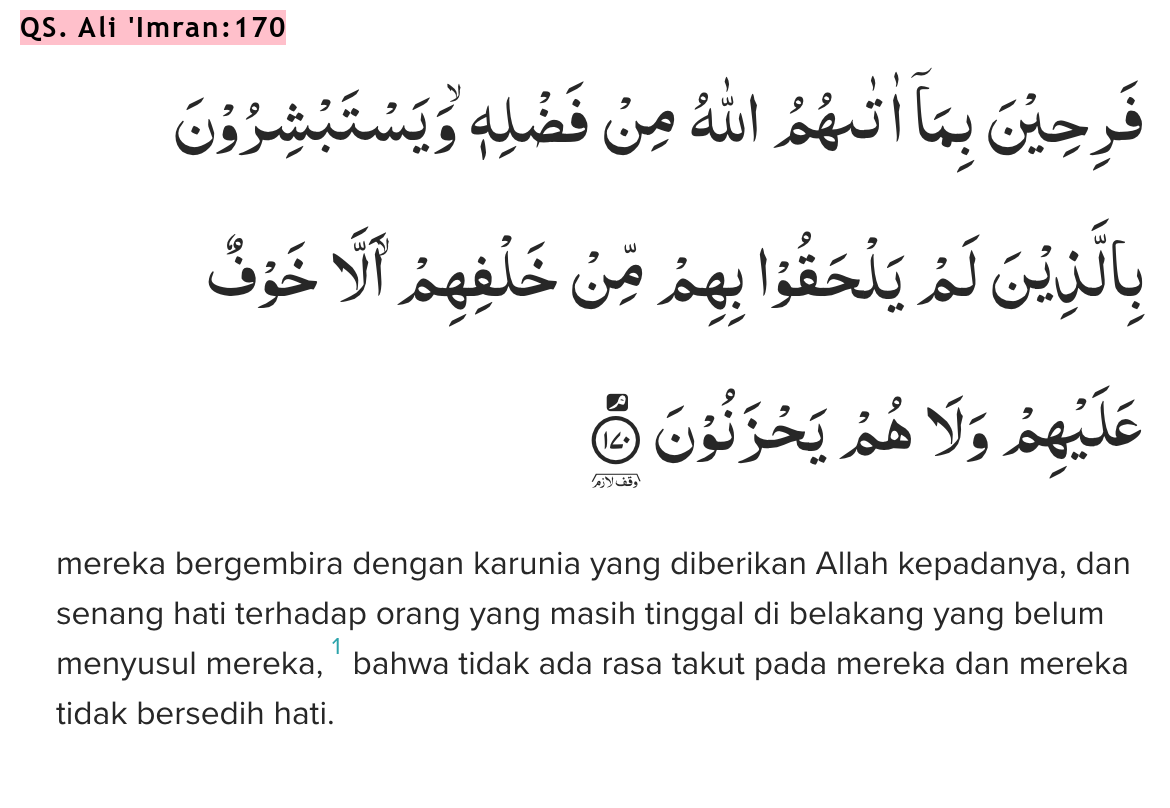 QS. Ali 'Imran:170
فَرِحِيْنَ بِمَآ اٰتٰىهُمُ اللّٰهُ مِنْ فَضْلِهٖۙ وَيَسْتَبْشِرُوْنَ
بِالَّذِيْنَ لَمْ يَلْحَقُوْا بِهِمْ مِّنْ خَلْفِهِمْۙ اَلَّا خَوْفٌ
عَلَيْهِمْ وَلَا هُمْ يَحْزَنُوْنَۘ ١٧٠
وقف لازم
mereka bergembira dengan karunia yang diberikan Allah kepadanya, dan
senang hati terhadap orang yang masih tinggal di belakang yang belum
menyusul mereka, 1 bahwa tidak ada rasa takut pada mereka dan mereka
tidak bersedih hati.